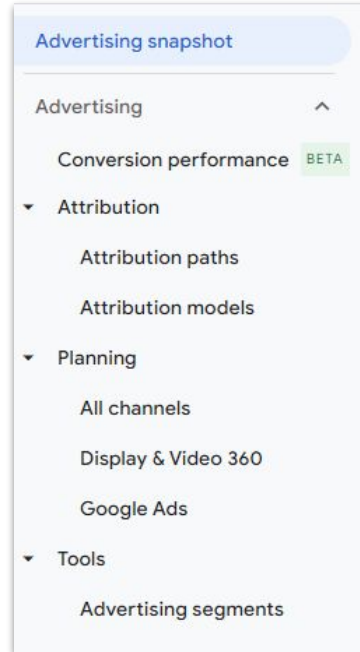 Advertising snapshot
Advertising
Conversion performance BETA
Attribution
Attribution paths
Attribution models
Planning
All channels
Display & Video 360
Google Ads
Tools
Advertising segments